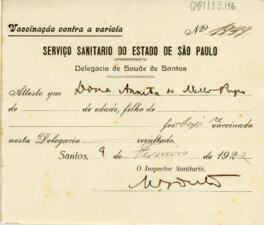 Vaccinação contra a variola Nº
SERVIÇO SANITARIO DO ESTADO DE SÃO PAULO
Delegacia de Saude de Santos
Attesto que Dona Annita de Mello
de de edade, filho de
foi hoje vaccinado
nesta Delegacia resultado.
Santos, 9 de Fevereiro de 192
O Inspector Sanitario.